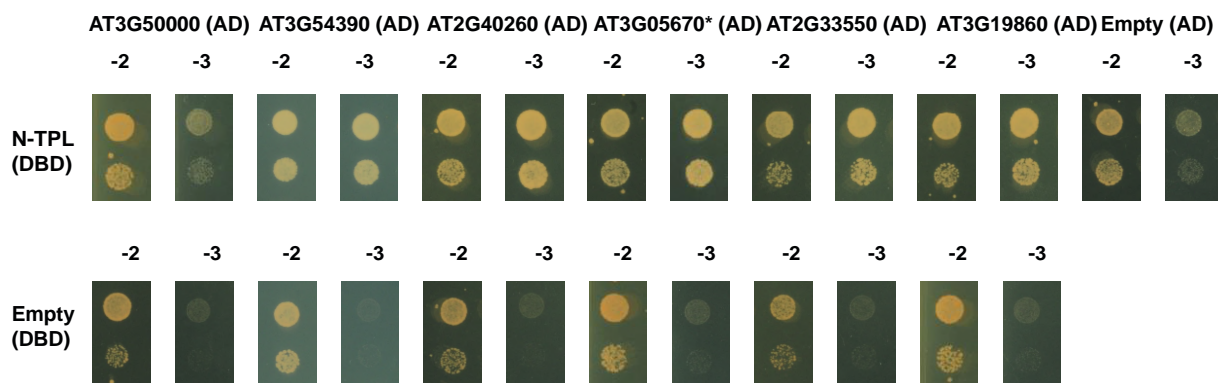 AT3G50000 (AD) AT3G54390 (AD) AT2G40260 (AD) AT3G05670* (AD) AT2G33550 (AD) AT3G19860 (AD) Empty (AD)
-2 -3 -2 -3 -2 -3 -2 -3 -2 -3 -2 -3 -2 -3
N-TPL
(DBD)
-2 -3 -2 -3 -2 -3 -2 -3 -2 -3 -2 -3
Empty
(DBD)